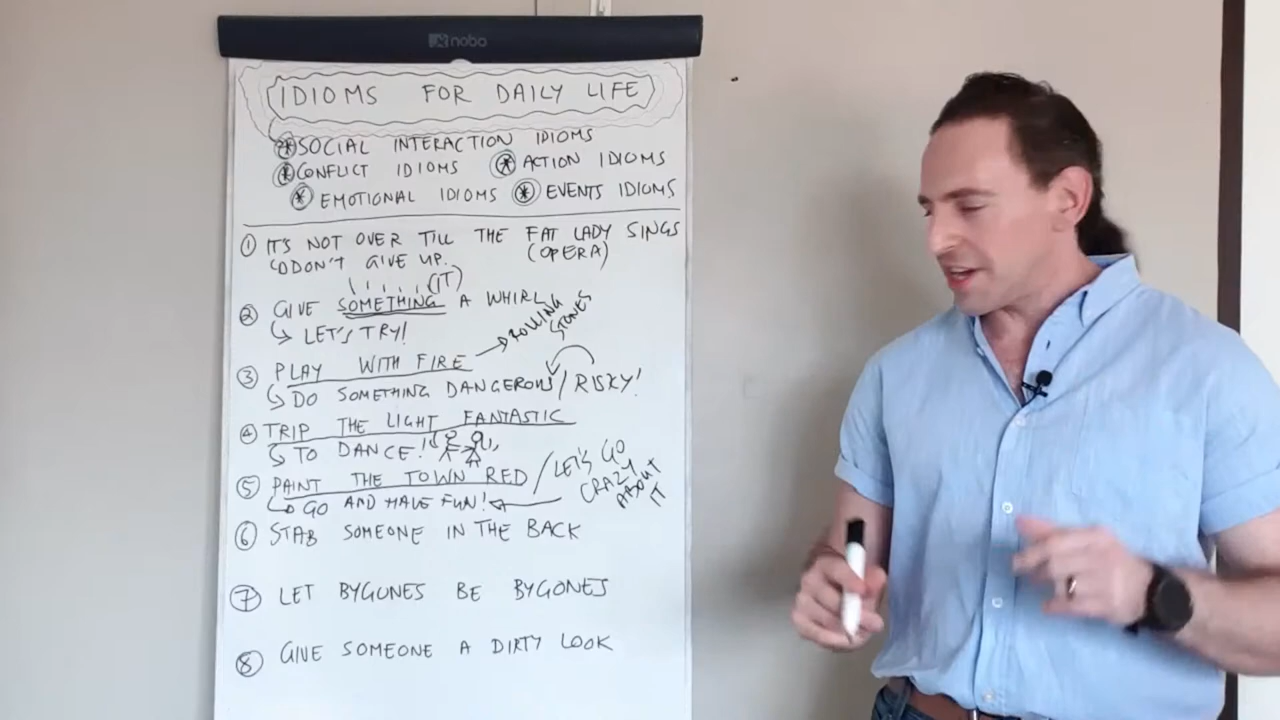 nobo
IDIOMS FOR DAILY LIFE
* SOCIAL INTERACTION IDIOMS
* CONFLICT IDIOMS * ACTION IDIOMS
* EMOTIONAL IDIOMS * EVENTS IDIOMS
① IT'S NOT OVER TILL THE FAT LADY SINGS
↳ DON'T GIVE UP. (OPERA)
(IT)
② GIVE SOMETHING A WHIRL
↳ LET'S TRY!
③ PLAY WITH FIRE → ROLLING
STONES
↳ DO SOMETHING DANGEROUS / RISKY!
④ TRIP THE LIGHT FANTASTIC
↳ TO DANCE!
⑤ PAINT THE TOWN RED / LET'S GO
CRAZY
ABOUT
IT
↳ GO AND HAVE FUN! ←
⑥ STAB SOMEONE IN THE BACK
⑦ LET BYGONES BE BYGONES
⑧ GIVE SOMEONE A DIRTY LOOK